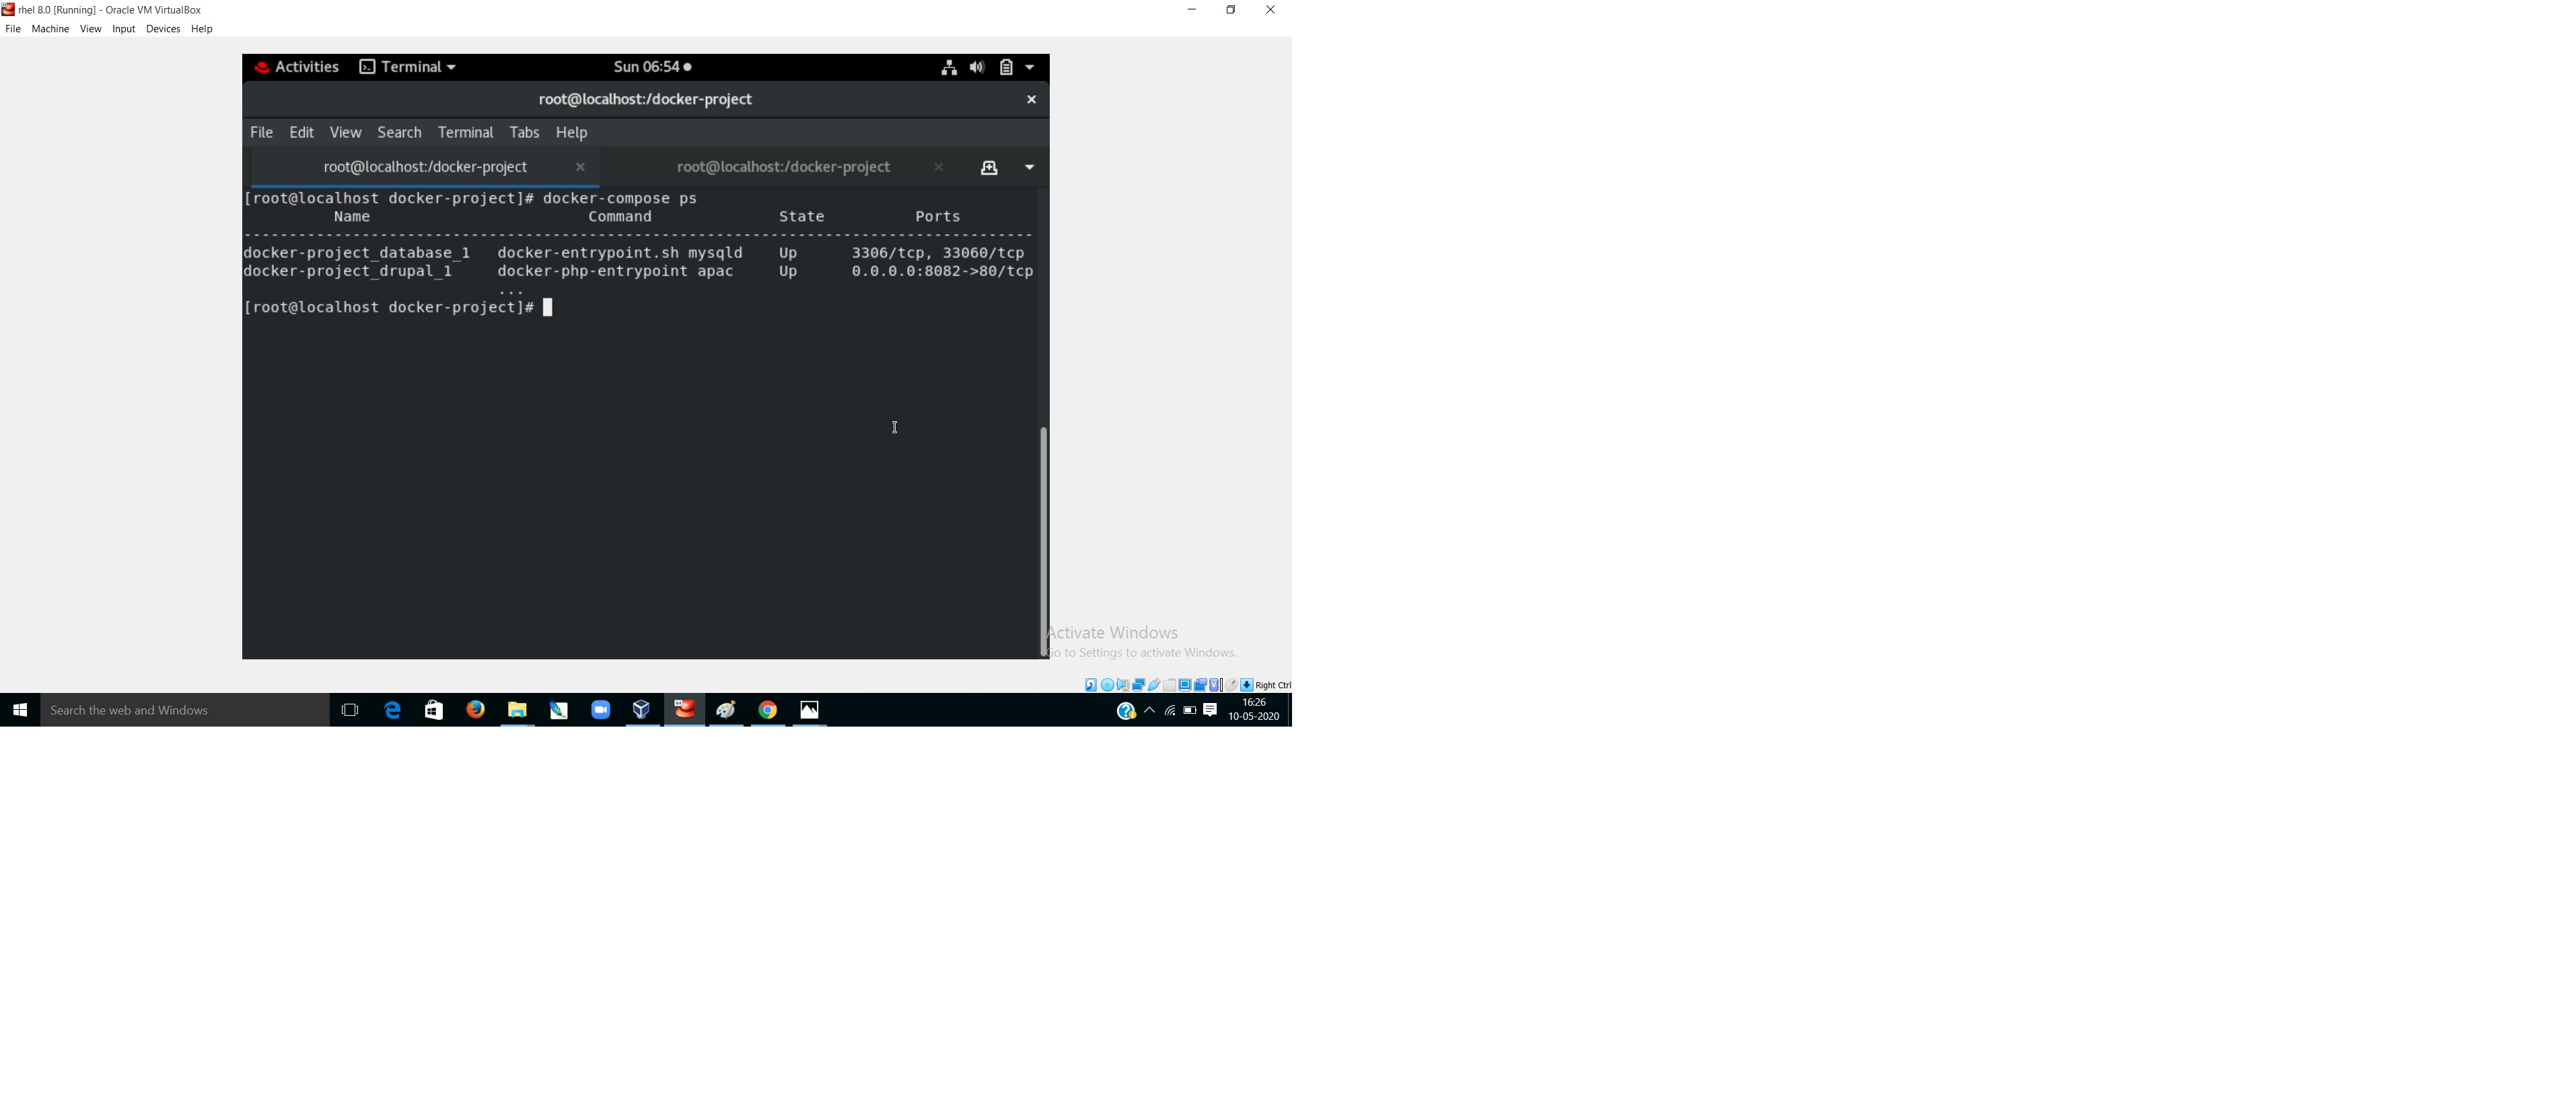 rhel 8.0 [Running] - Oracle VM VirtualBox
File Machine View Input Devices Help
Activities Terminal Sun 06:54
root@localhost:/docker-project
File Edit View Search Terminal Tabs Help
root@localhost:/docker-project root@localhost:/docker-project
[root@localhost docker-project]# docker-compose ps
Name Command State Ports
--------------------------------------------------------------------------------------
docker-project_database_1 docker-entrypoint.sh mysqld Up 3306/tcp, 33060/tcp
docker-project_drupal_1 docker-php-entrypoint apac Up 0.0.0.0:8082->80/tcp
...
[root@localhost docker-project]#
Activate Windows
Go to Settings to activate Windows.
Right Ctrl
Search the web and Windows
16:26
10-05-2020